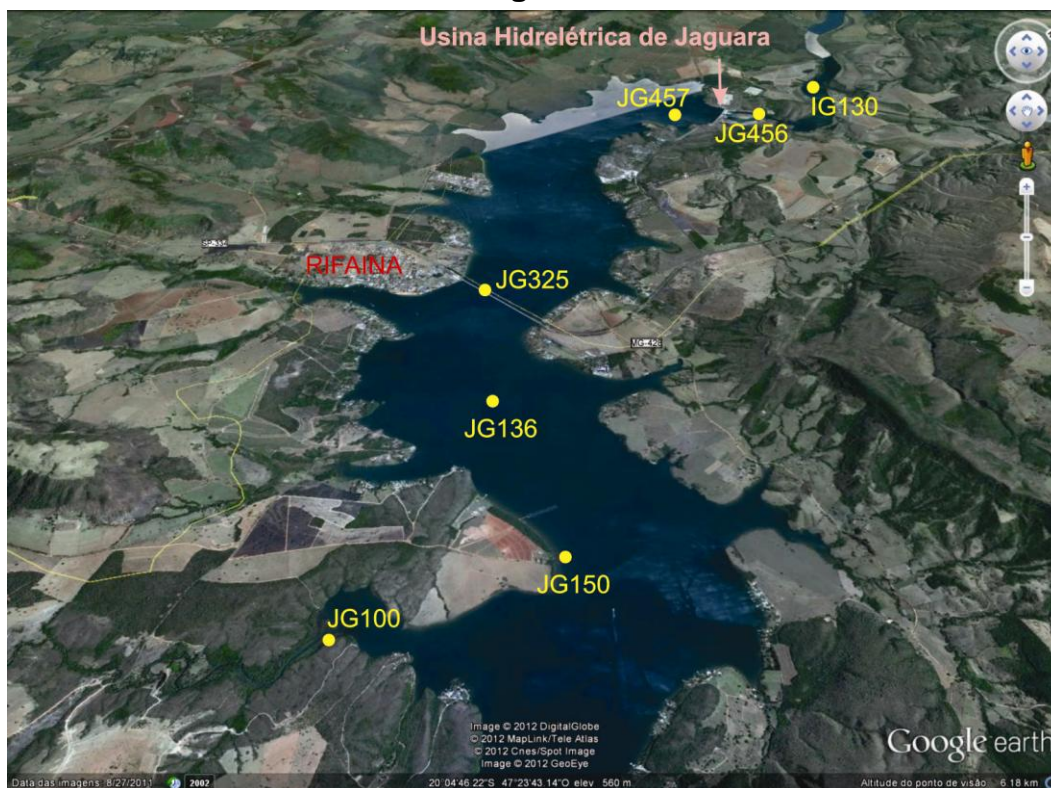 Usina Hidrelétrica de Jaguara
JG457
IG130
JG456
SP-334
RIFAINA
JG325
JG136
JG150
JG100
Image © 2012 DigitalGlobe
© 2012 MapLink/Tele Atlas
© 2012 Cnes/Spot Image
Image © 2012 GeoEye
Google earth
Data das imagens: 8/27/2011
2002
20°04'46.22"S 47°23'43.14"O elev 560 m
Altitude do ponto de visão 6.18 km